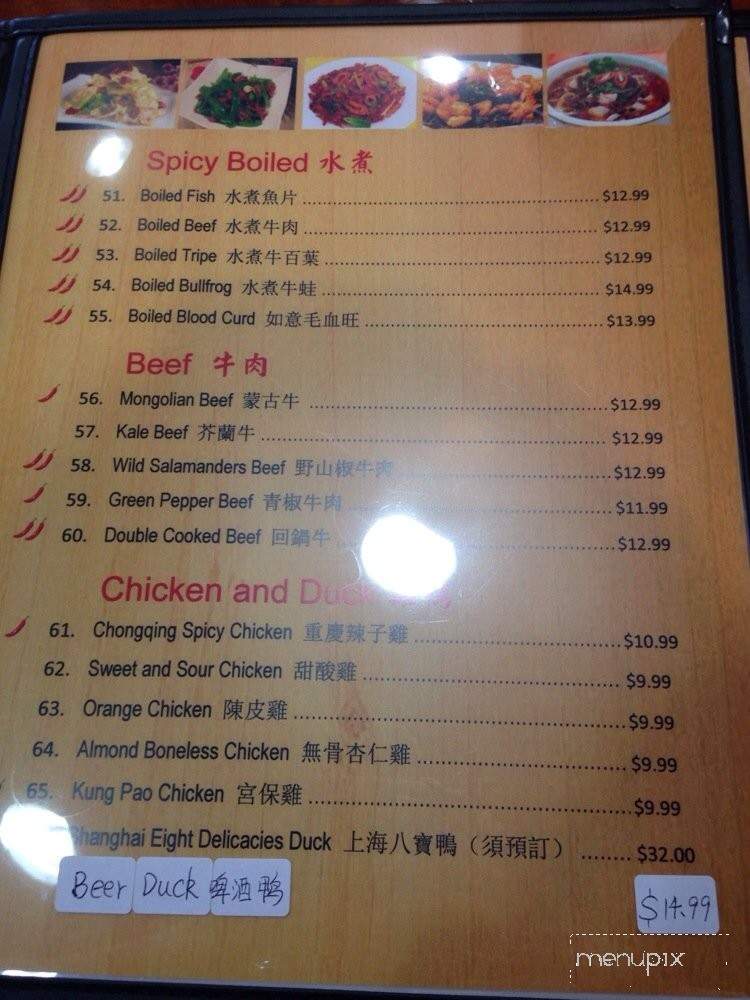 Spicy Boiled 水煮
51. Boiled Fish 水煮魚片 $12.99
52. Boiled Beef 水煮牛肉 $12.99
53. Boiled Tripe 水煮牛百葉 $12.99
54. Boiled Bullfrog 水煮牛蛙 $14.99
55. Boiled Blood Curd 如意毛血旺 $13.99
Beef 牛肉
56. Mongolian Beef 蒙古牛 $12.99
57. Kale Beef 芥蘭牛 $12.99
58. Wild Salamanders Beef 野山椒牛肉 $12.99
59. Green Pepper Beef 青椒牛肉 $11.99
60. Double Cooked Beef 回鍋牛 $12.99
Chicken and Duck
61. Chongqing Spicy Chicken 重慶辣子雞 $10.99
62. Sweet and Sour Chicken 甜酸雞 $9.99
63. Orange Chicken 陳皮雞 $9.99
64. Almond Boneless Chicken 無骨杏仁雞 $9.99
65. Kung Pao Chicken 宮保雞 $9.99
Shanghai Eight Delicacies Duck 上海八寶鴨（須預訂） $32.00
Beer Duck 啤酒鸭 $14.99
menupix